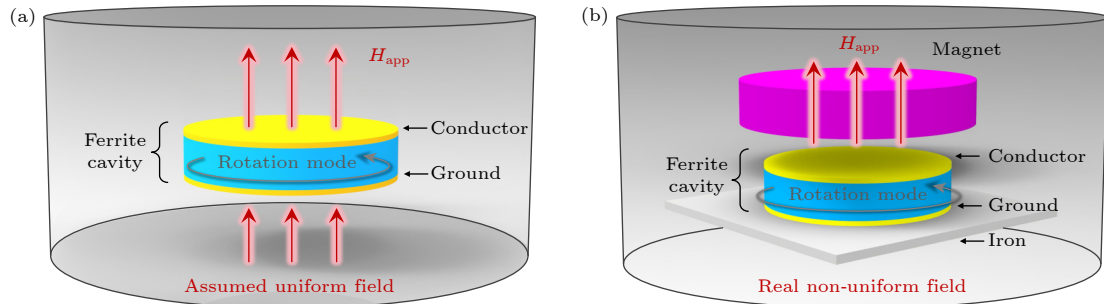 (a)
H_app
Ferrite
cavity
Conductor
Rotation mode
Ground
Assumed uniform field
(b)
H_app
Magnet
Ferrite
cavity
Conductor
Rotation mode
Ground
Iron
Real non-uniform field